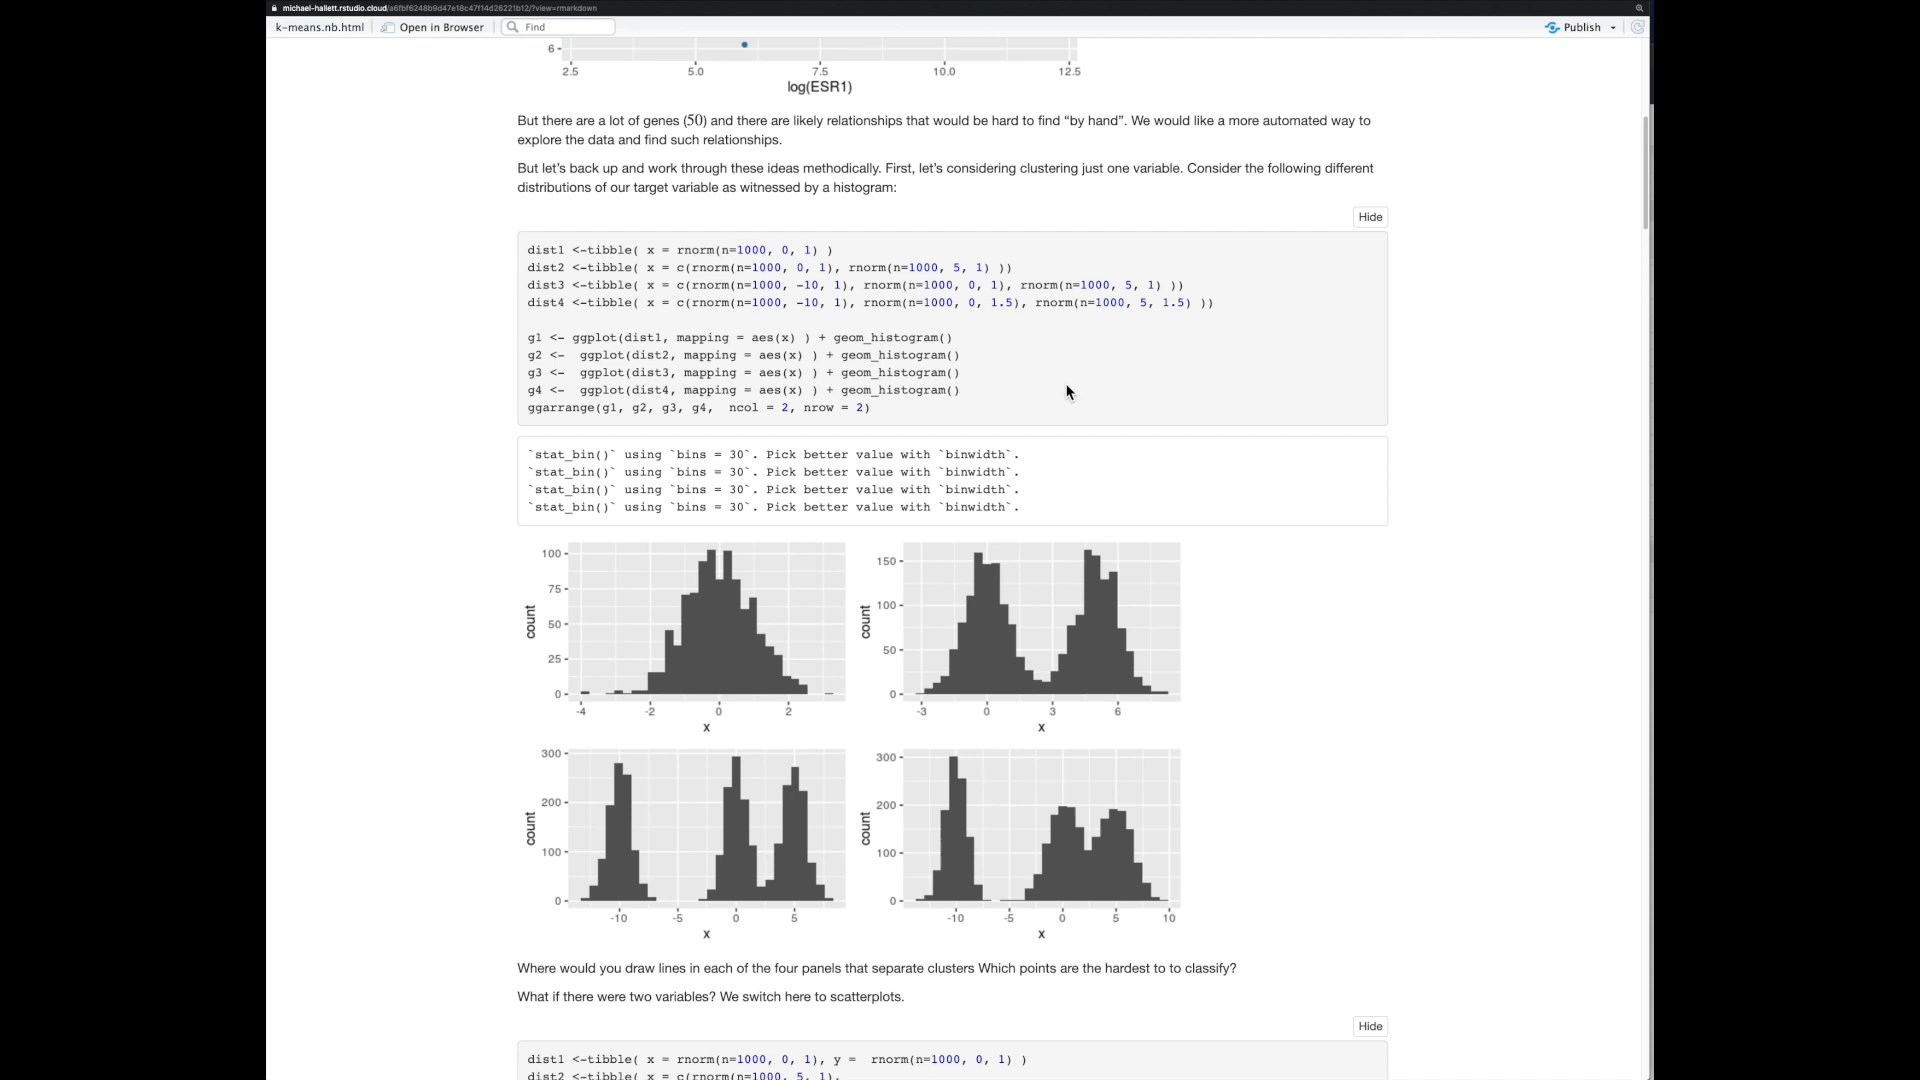 michael-hallett.rstudio.cloud/a6fbf6248b9d47e18c47f14d26221b12/?view=rmarkdown
k-means.nb.html Open in Browser Find Publish
6
2.5 5.0 7.5 10.0 12.5
log(ESR1)
But there are a lot of genes (50) and there are likely relationships that would be hard to find “by hand”. We would like a more automated way to
explore the data and find such relationships.
But let’s back up and work through these ideas methodically. First, let’s considering clustering just one variable. Consider the following different
distributions of our target variable as witnessed by a histogram:
Hide
dist1 <-tibble( x = rnorm(n=1000, 0, 1) )
dist2 <-tibble( x = c(rnorm(n=1000, 0, 1), rnorm(n=1000, 5, 1) ))
dist3 <-tibble( x = c(rnorm(n=1000, -10, 1), rnorm(n=1000, 0, 1), rnorm(n=1000, 5, 1) ))
dist4 <-tibble( x = c(rnorm(n=1000, -10, 1), rnorm(n=1000, 0, 1.5), rnorm(n=1000, 5, 1.5) ))
g1 <- ggplot(dist1, mapping = aes(x) ) + geom_histogram()
g2 <-  ggplot(dist2, mapping = aes(x) ) + geom_histogram()
g3 <-  ggplot(dist3, mapping = aes(x) ) + geom_histogram()
g4 <-  ggplot(dist4, mapping = aes(x) ) + geom_histogram()
ggarrange(g1, g2, g3, g4,  ncol = 2, nrow = 2)
`stat_bin()` using `bins = 30`. Pick better value with `binwidth`.
`stat_bin()` using `bins = 30`. Pick better value with `binwidth`.
`stat_bin()` using `bins = 30`. Pick better value with `binwidth`.
`stat_bin()` using `bins = 30`. Pick better value with `binwidth`.
100
75
50
25
0
count
-4 -2 0 2
x
150
100
50
0
count
-3 0 3 6
x
300
200
100
0
count
-10 -5 0 5
x
300
200
100
0
count
-10 -5 0 5 10
x
Where would you draw lines in each of the four panels that separate clusters Which points are the hardest to to classify?
What if there were two variables? We switch here to scatterplots.
Hide
dist1 <-tibble( x = rnorm(n=1000, 0, 1), y =  rnorm(n=1000, 0, 1) )
dist2 <-tibble( x = c(rnorm(n=1000, 5, 1),